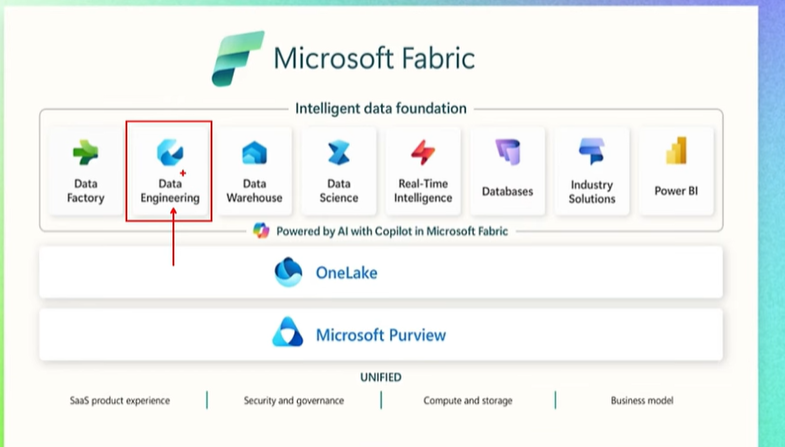 Microsoft Fabric
Intelligent data foundation
Data
Factory
Data
Engineering
Data
Warehouse
Data
Science
Real-Time
Intelligence
Databases
Industry
Solutions
Power BI
Powered by AI with Copilot in Microsoft Fabric
OneLake
Microsoft Purview
UNIFIED
SaaS product experience
Security and governance
Compute and storage
Business model